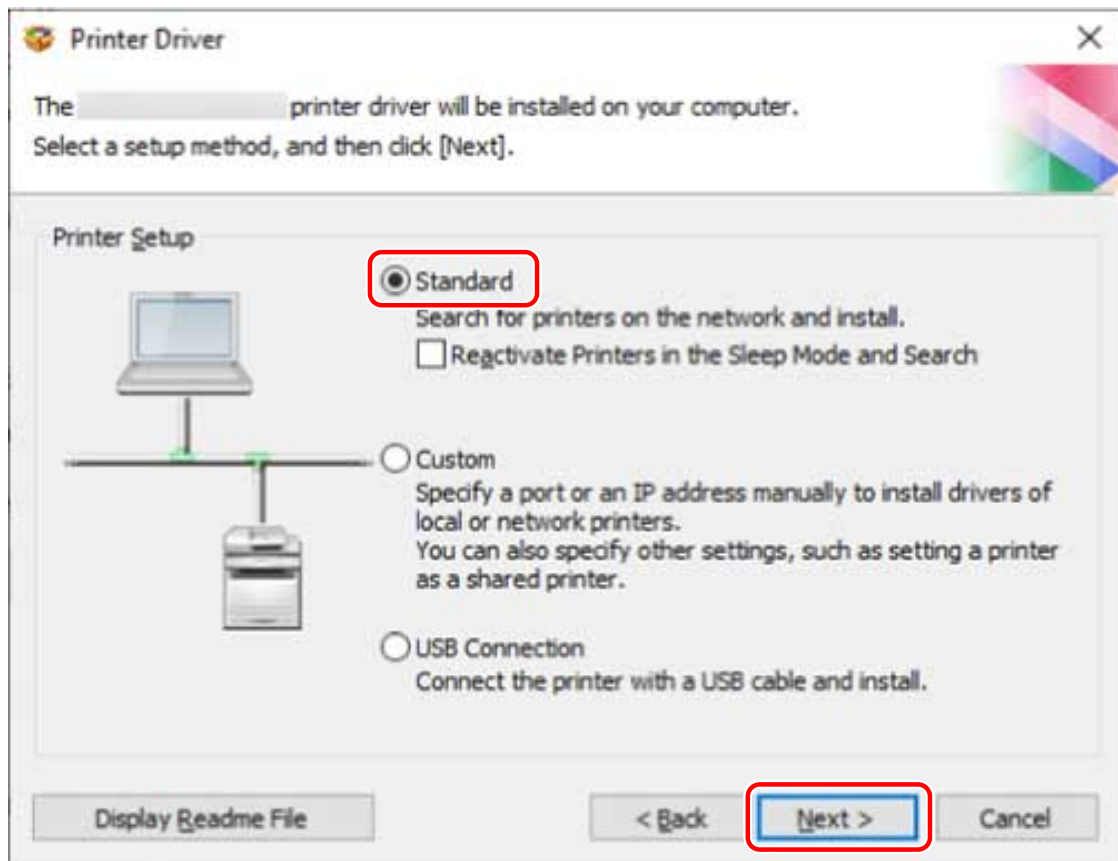 Printer Driver
The printer driver will be installed on your computer.
Select a setup method, and then click [Next].
Printer Setup
Standard
Search for printers on the network and install.
Reactivate Printers in the Sleep Mode and Search
Custom
Specify a port or an IP address manually to install drivers of
local or network printers.
You can also specify other settings, such as setting a printer
as a shared printer.
USB Connection
Connect the printer with a USB cable and install.
Display Readme File
< Back
Next >
Cancel